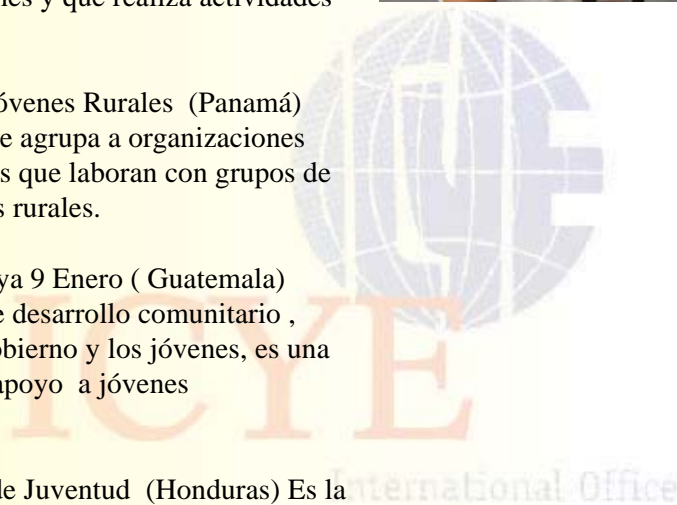 y que realiza actividades
óvenes Rurales (Panamá)
e agrupa a organizaciones
s que laboran con grupos de
s rurales.
ya 9 Enero ( Guatemala)
e desarrollo comunitario ,
obierno y los jóvenes, es una
apoyo a jóvenes
ICYE
de Juventud (Honduras) Es la
International Office